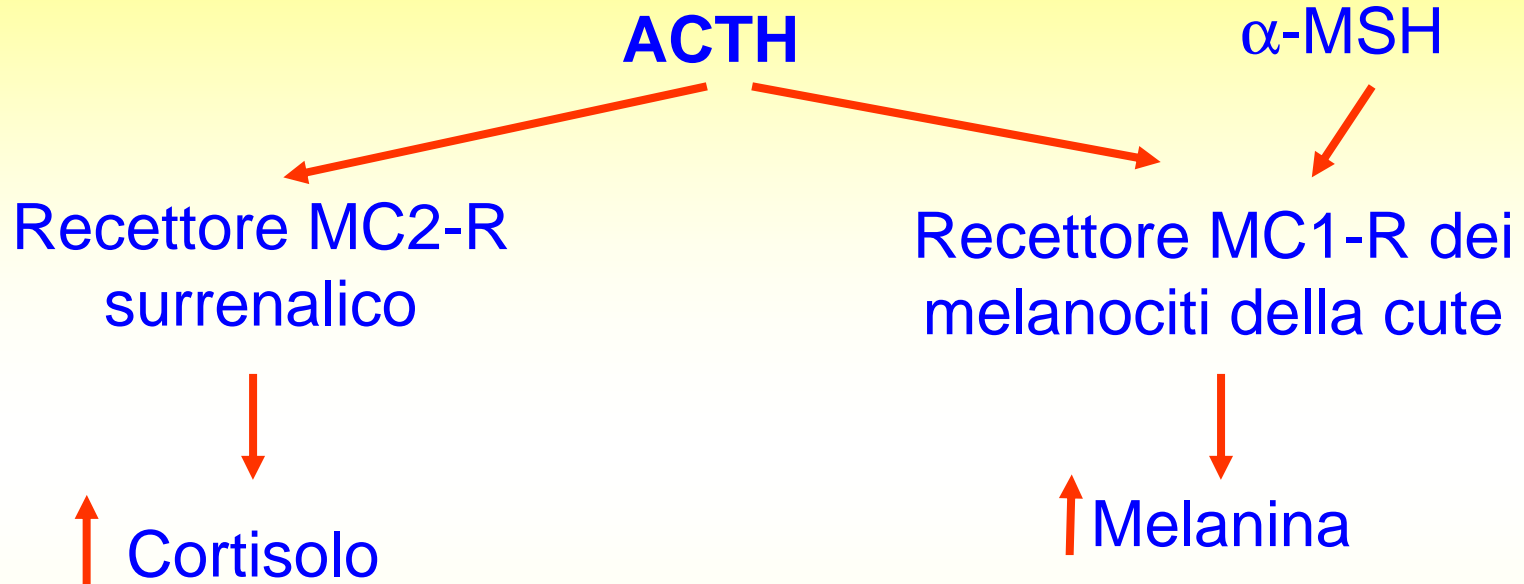 ACTH
α-MSH
Recettore MC2-R
surrenalico
Recettore MC1-R dei
melanociti della cute
Cortisolo
Melanina